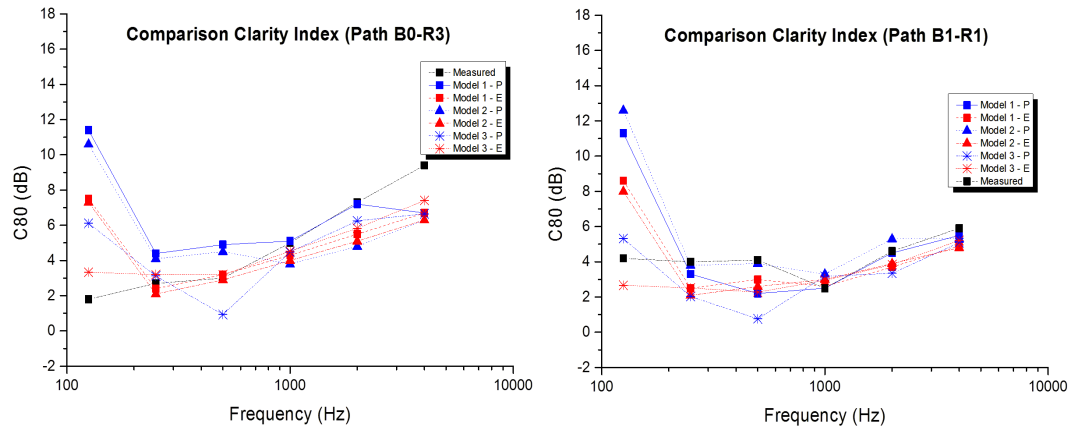 Comparison Clarity Index (Path B0-R3)
C80 (dB)
18
16
14
12
10
8
6
4
2
0
-2
100
1000
10000
Frequency (Hz)
Measured
Model 1 - P
Model 1 - E
Model 2 - P
Model 2 - E
Model 3 - P
Model 3 - E
Comparison Clarity Index (Path B1-R1)
C80 (dB)
18
16
14
12
10
8
6
4
2
0
-2
100
1000
10000
Frequency (Hz)
Model 1 - P
Model 1 - E
Model 2 - P
Model 2 - E
Model 3 - P
Model 3 - E
Measured